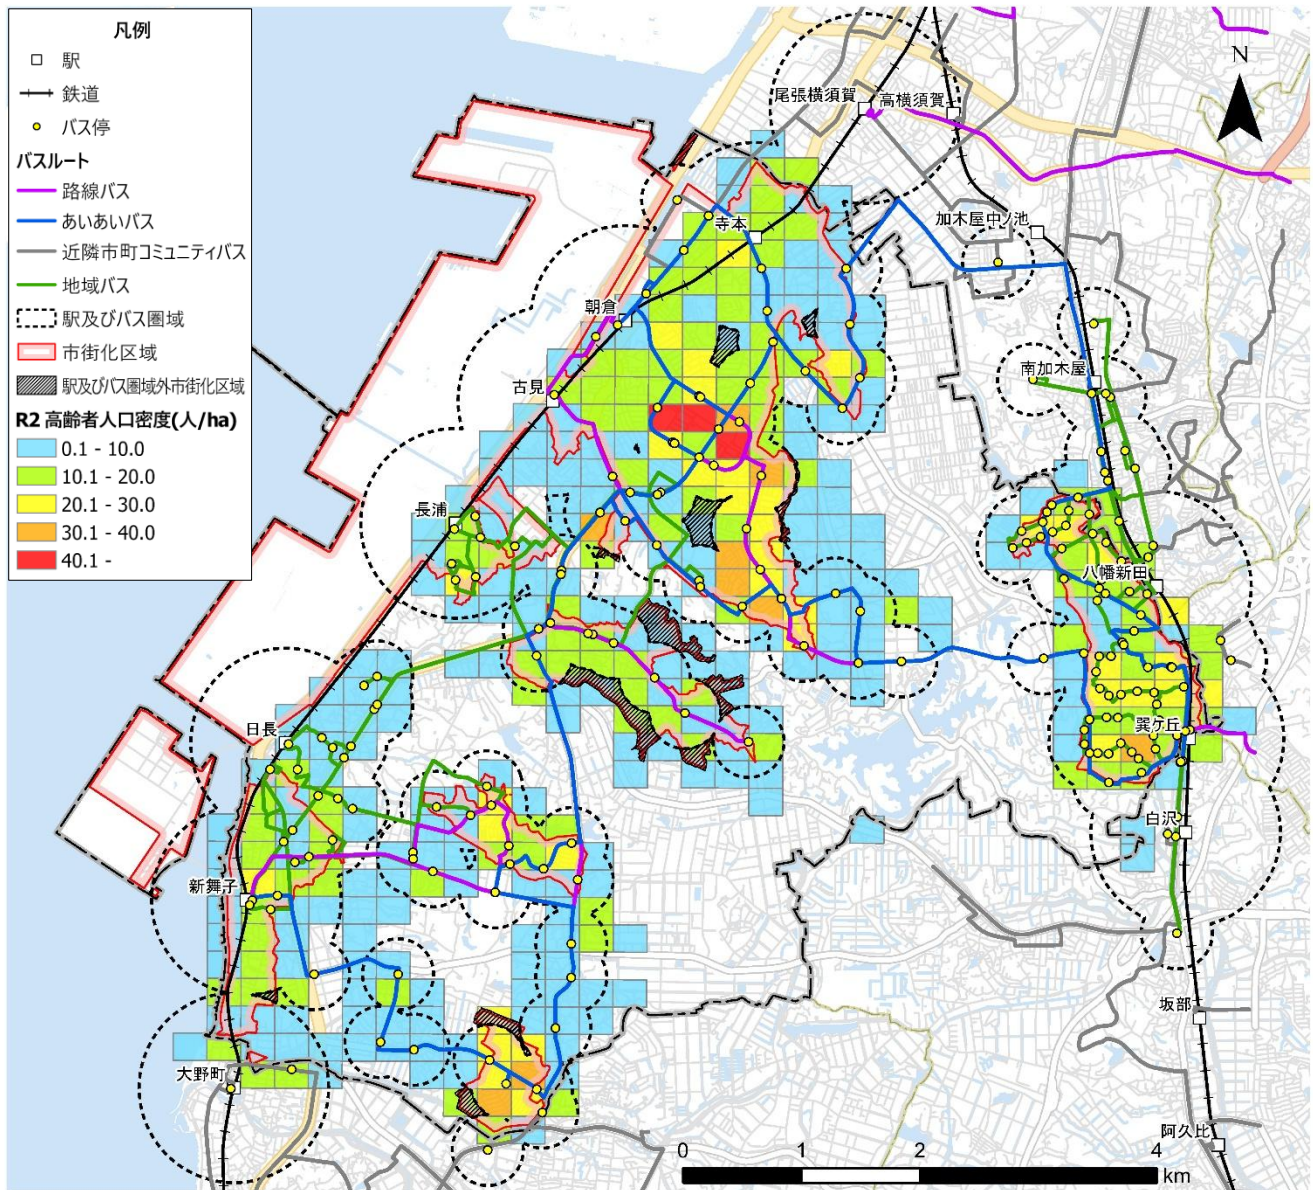 凡例
駅
鉄道
バス停
バスルート
路線バス
あいあいバス
近隣市町コミュニティバス
地域バス
駅及びバス圏域
市街化区域
駅及びバス圏域外市街化区域
R2 高齢者人口密度(人/ha)
0.1 - 10.0
10.1 - 20.0
20.1 - 30.0
30.1 - 40.0
40.1 -
N
尾張横須賀
高横須賀
加木屋中ノ池
寺本
朝倉
南加木屋
古見
長浦
八幡新田
巽ケ丘
日長
白沢
新舞子
坂部
大野町
阿久比
0 2 4
km